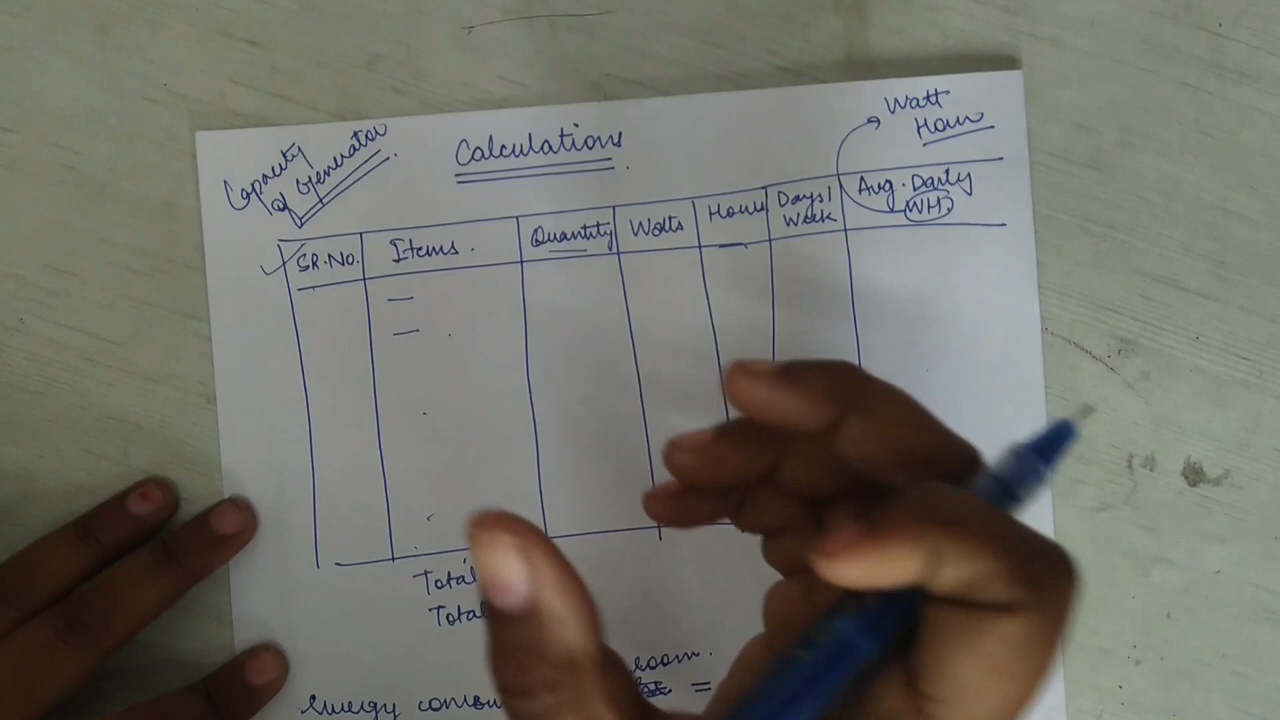 Capacity
of Generator
Calculations
Watt
Hour
SR.No.
Items.
Quantity
Watts
Hours
Days/
Week
Avg. Daily
WH.
Total
Total
room.
energy
=